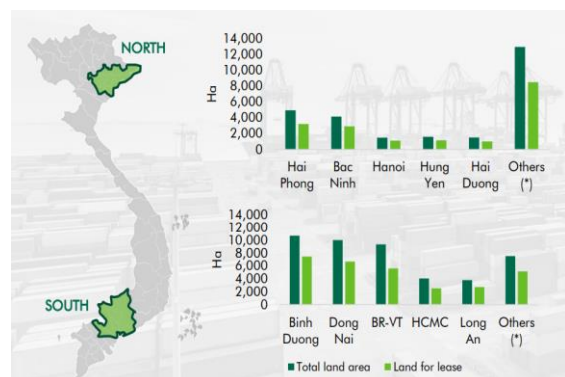 NORTH
14,000
12,000
10,000
8,000
6,000
4,000
2,000
0
Ha
Hai Phong
Bac Ninh
Hanoi
Hung Yen
Hai Duong
Others (*)
SOUTH
14,000
12,000
10,000
8,000
6,000
4,000
2,000
0
Ha
Binh Duong
Dong Nai
BR-VT
HCMC
Long An
Others (*)
Total land area
Land for lease